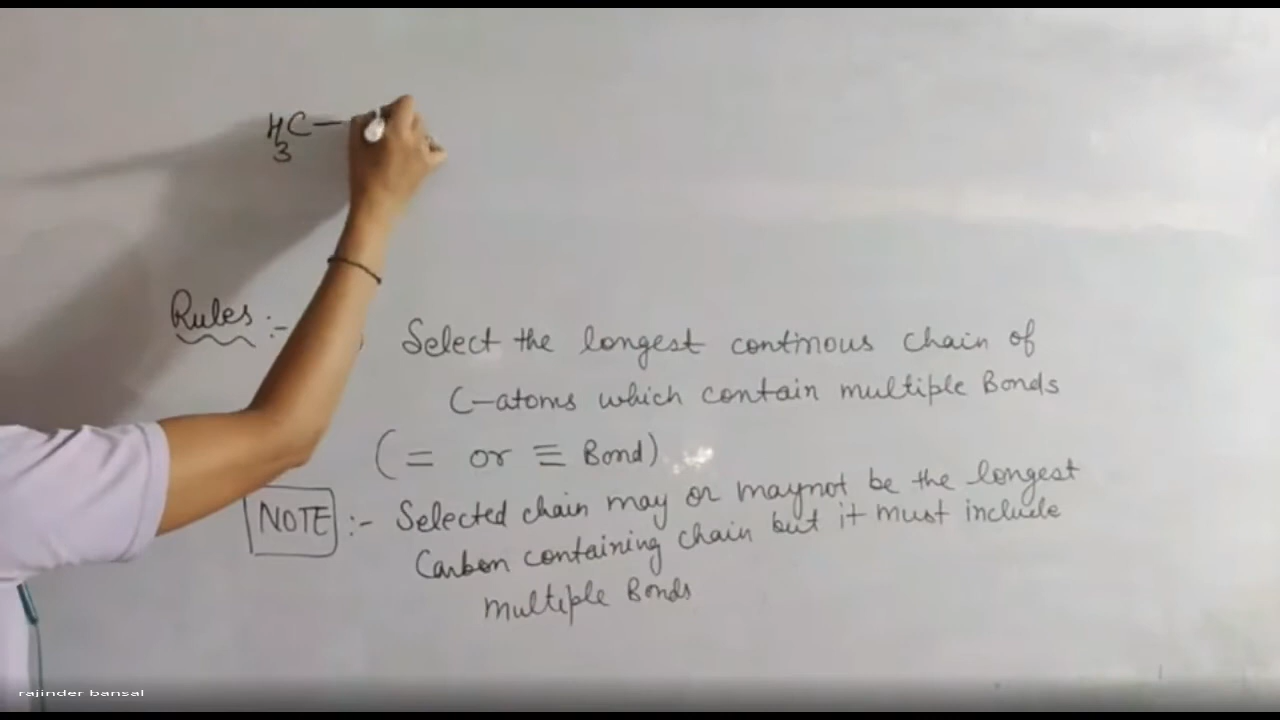 H3C—
Rules :- Select the longest continous chain of
C-atoms which contain multiple Bonds
(= or ≡ Bond)
NOTE :- Selected chain may or maynot be the longest
Carbon containing chain but it must include
multiple Bonds
rajinder bansal